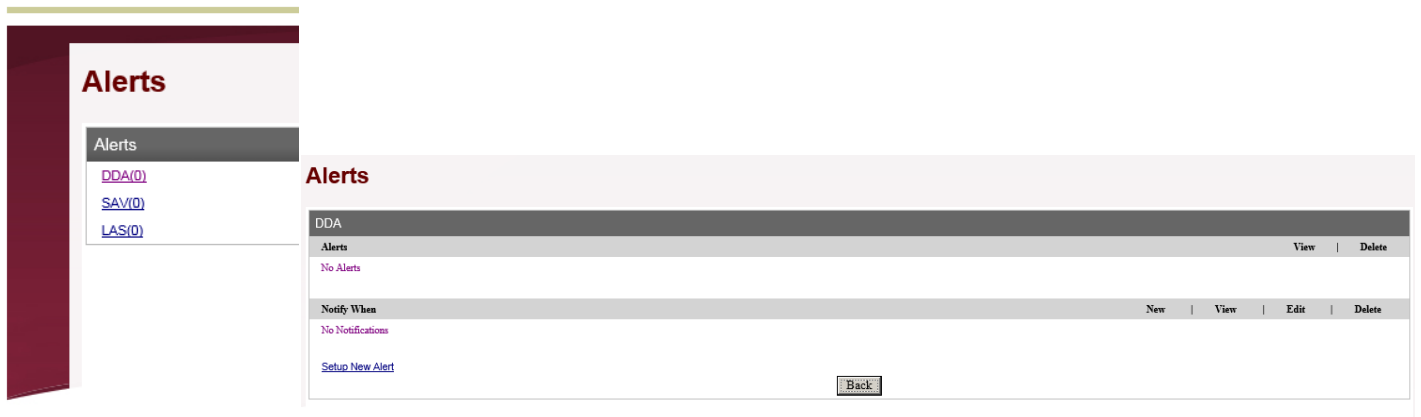 Alerts
Alerts
DDA(0)
SAV(0)
LAS(0)
Alerts
DDA
Alerts View | Delete
No Alerts
Notify When New | View | Edit | Delete
No Notifications
Setup New Alert
Back